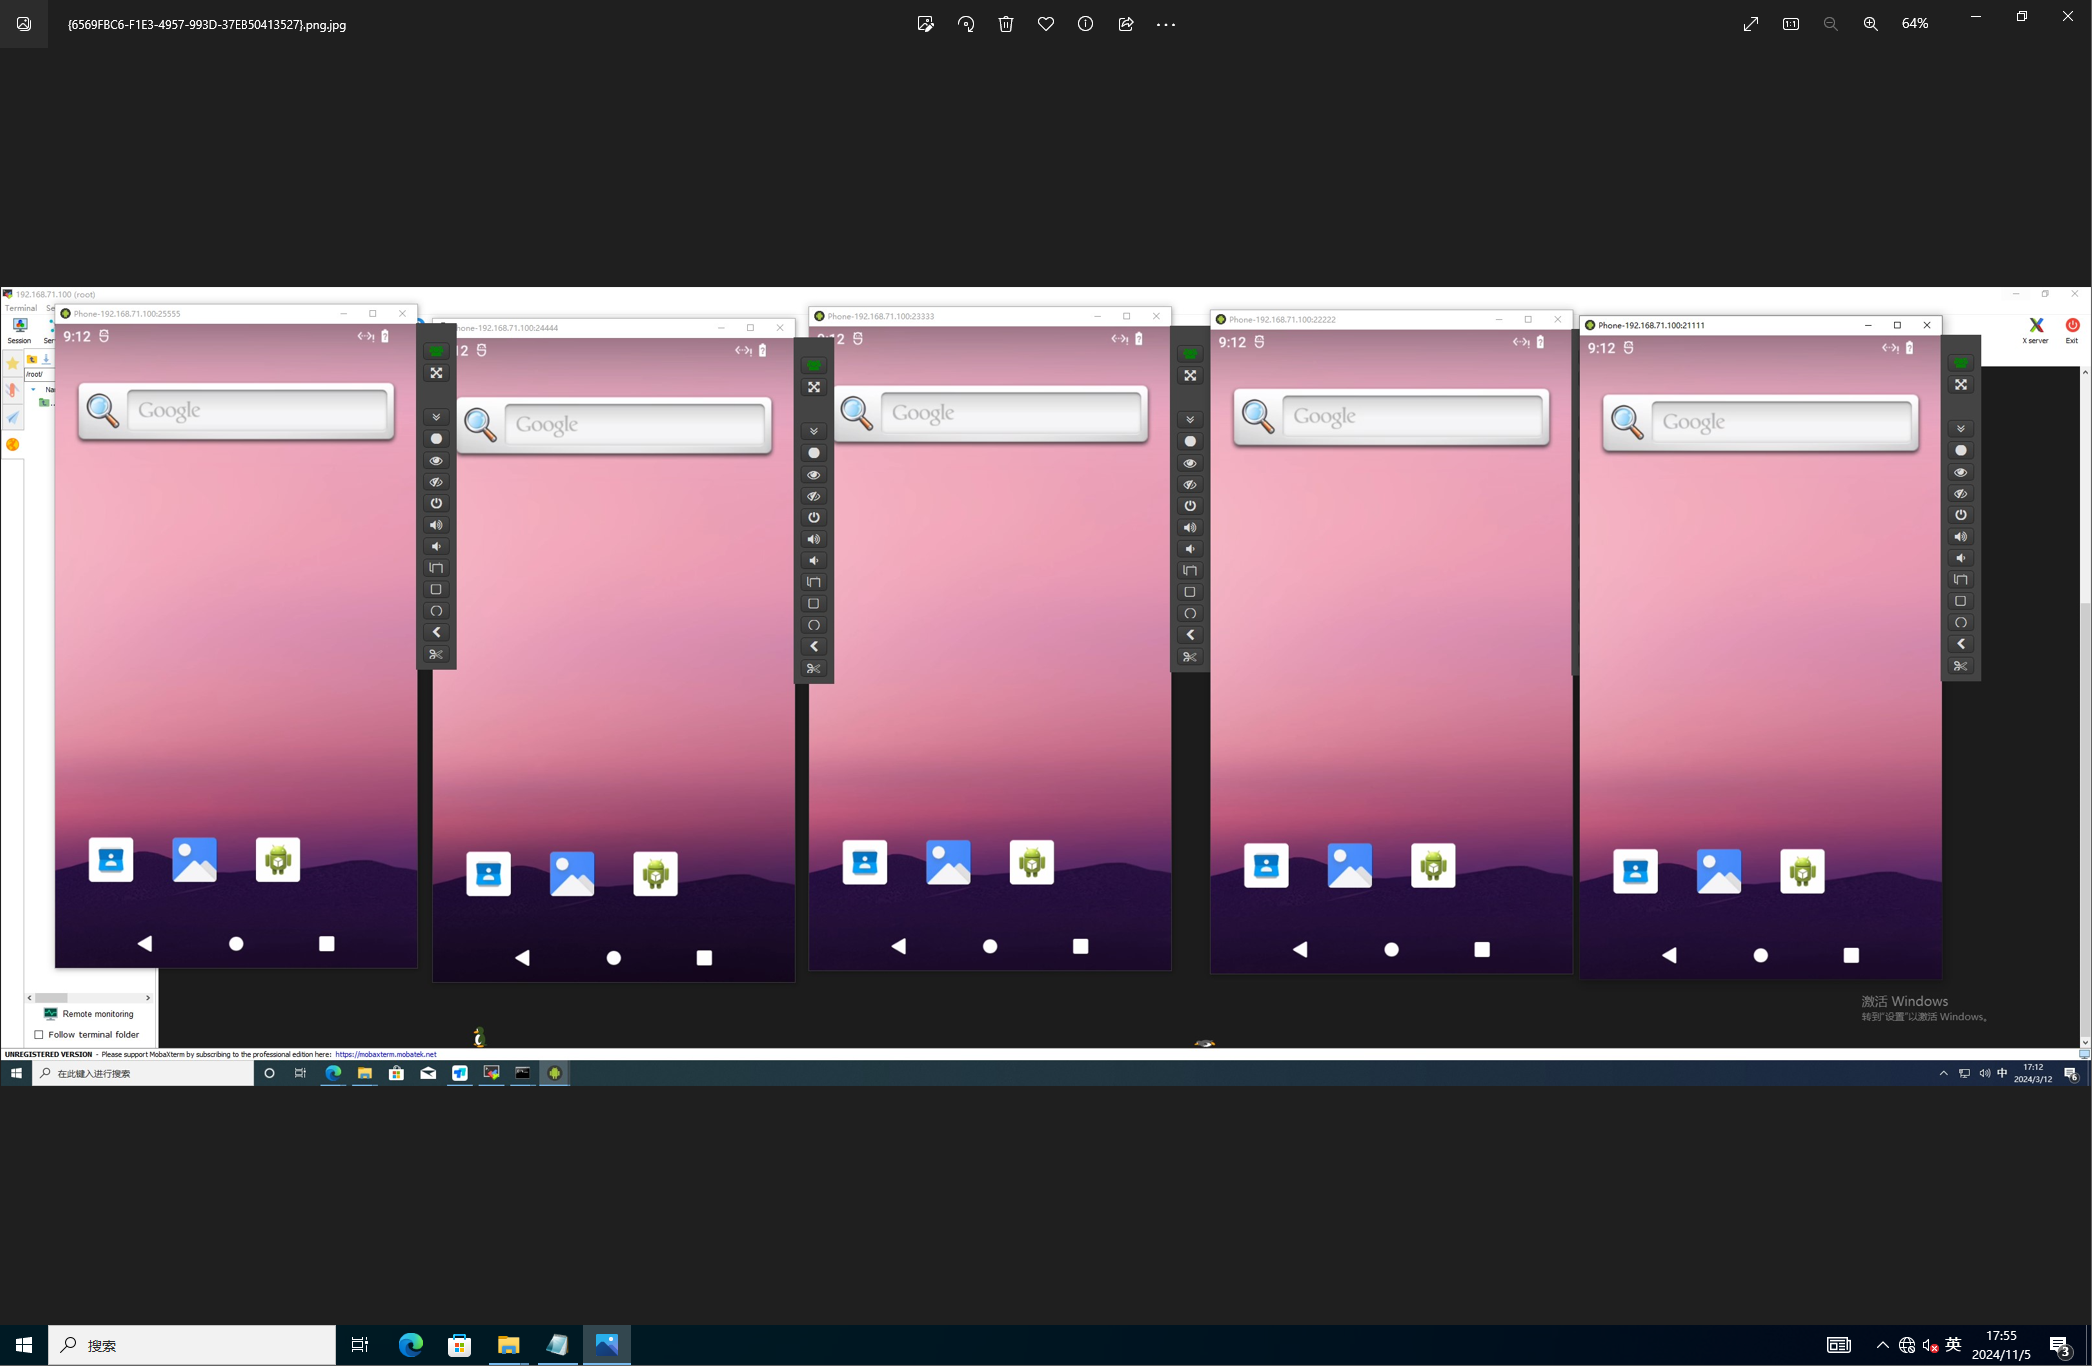 {6569FBC6-F1E3-4957-993D-37EB50413527}.png.jpg
64%
192.168.71.100 (root)
Terminal
Session
/root/
X server
Exit
Phone-192.168.71.100:25555
9:12
Google
hone-192.168.71.100:24444
12
Google
Phone-192.168.71.100:23333
9:12
Google
Phone-192.168.71.100:22222
9:12
Google
Phone-192.168.71.100:21111
9:12
Google
激活 Windows
转到"设置"以激活 Windows。
Remote monitoring
Follow terminal folder
UNREGISTERED VERSION - Please support MobaXterm by subscribing to the professional edition here: https://mobaxterm.mobatek.net
在此键入进行搜索
中
17:12
2024/3/12
6
搜索
英
17:55
2024/11/5
3